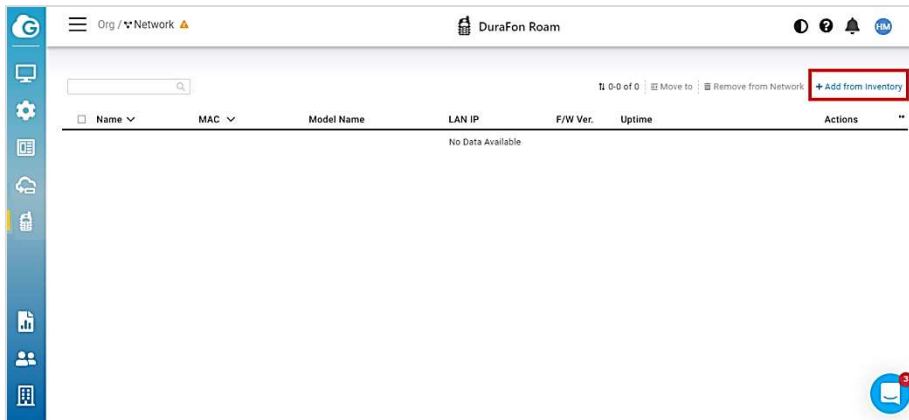 G
Org / Network
DuraFon Roam
HM
0-0 of 0
Move to
Remove from Network
+ Add from Inventory
Name
MAC
Model Name
LAN IP
F/W Ver.
Uptime
Actions
No Data Available
3